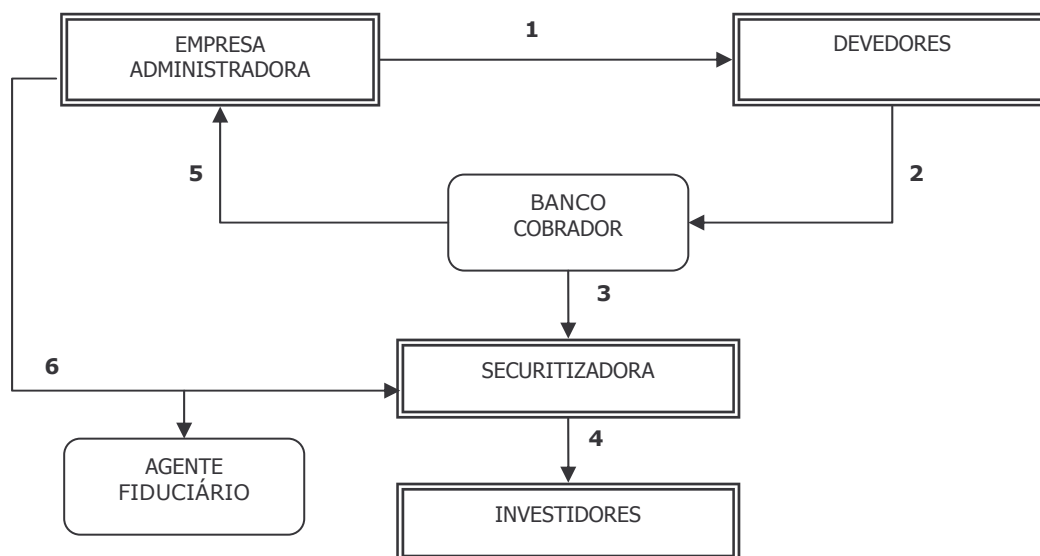 EMPRESA
ADMINISTRADORA
1
DEVEDORES
5
2
BANCO
COBRADOR
3
6
SECURITIZADORA
4
AGENTE
FIDUCIÁRIO
INVESTIDORES